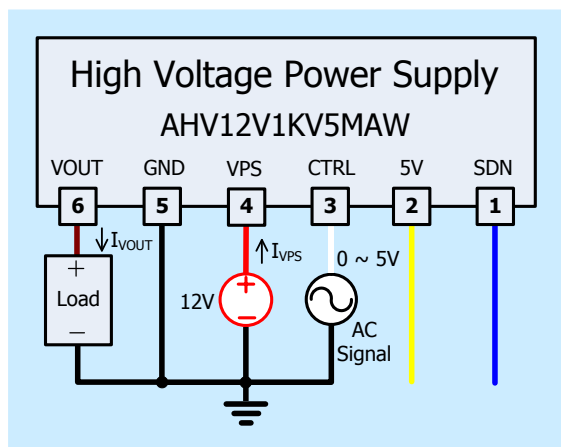 High Voltage Power Supply
AHV12V1KV5MAW
VOUT GND VPS CTRL 5V SDN
6 5 4 3 2 1
↓IVOUT ↑IVPS 0 ~ 5V
+ +
Load 12V
− − AC
Signal